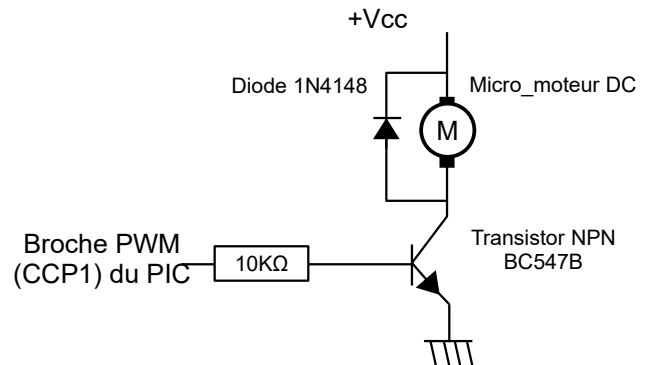 +Vcc
Diode 1N4148
Micro_moteur DC
M
Transistor NPN
BC547B
Broche PWM
(CCP1) du PIC
10KΩ